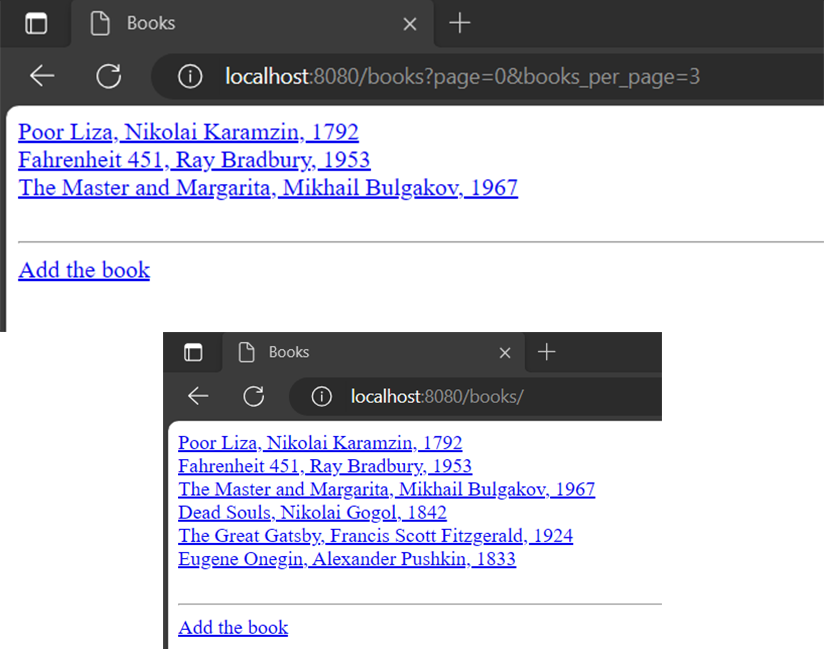 Books
localhost:8080/books?page=0&books_per_page=3
Poor Liza, Nikolai Karamzin, 1792
Fahrenheit 451, Ray Bradbury, 1953
The Master and Margarita, Mikhail Bulgakov, 1967
Add the book
Books
localhost:8080/books/
Poor Liza, Nikolai Karamzin, 1792
Fahrenheit 451, Ray Bradbury, 1953
The Master and Margarita, Mikhail Bulgakov, 1967
Dead Souls, Nikolai Gogol, 1842
The Great Gatsby, Francis Scott Fitzgerald, 1924
Eugene Onegin, Alexander Pushkin, 1833
Add the book